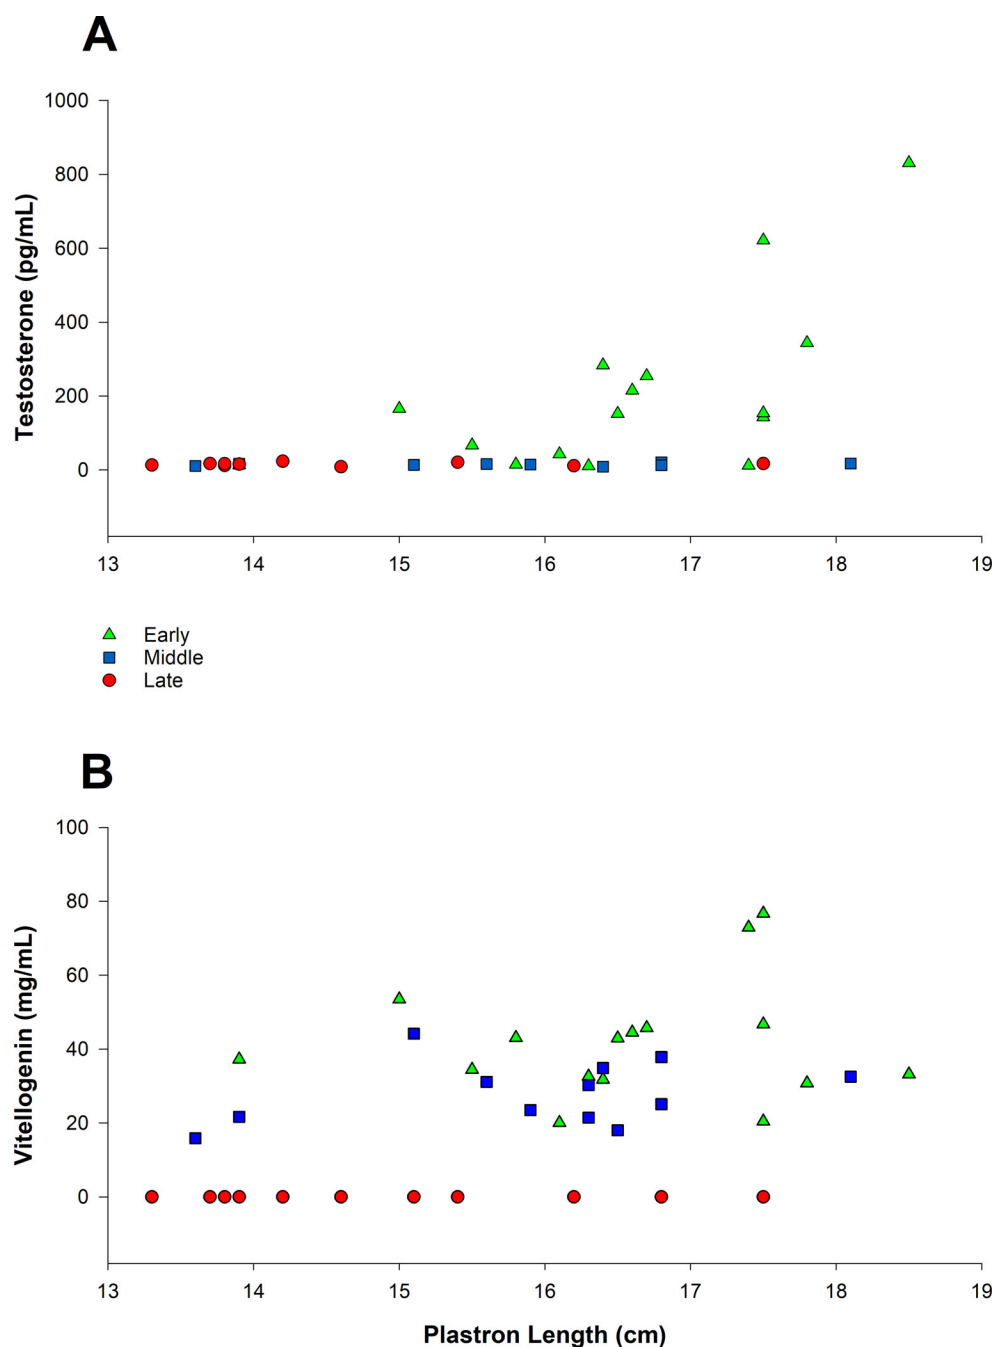 A
1000
800
600
400
200
0
Testosterone (pg/mL)
13 14 15 16 17 18 19
Early
Middle
Late
B
100
80
60
40
20
0
Vitellogenin (mg/mL)
13 14 15 16 17 18 19
Plastron Length (cm)